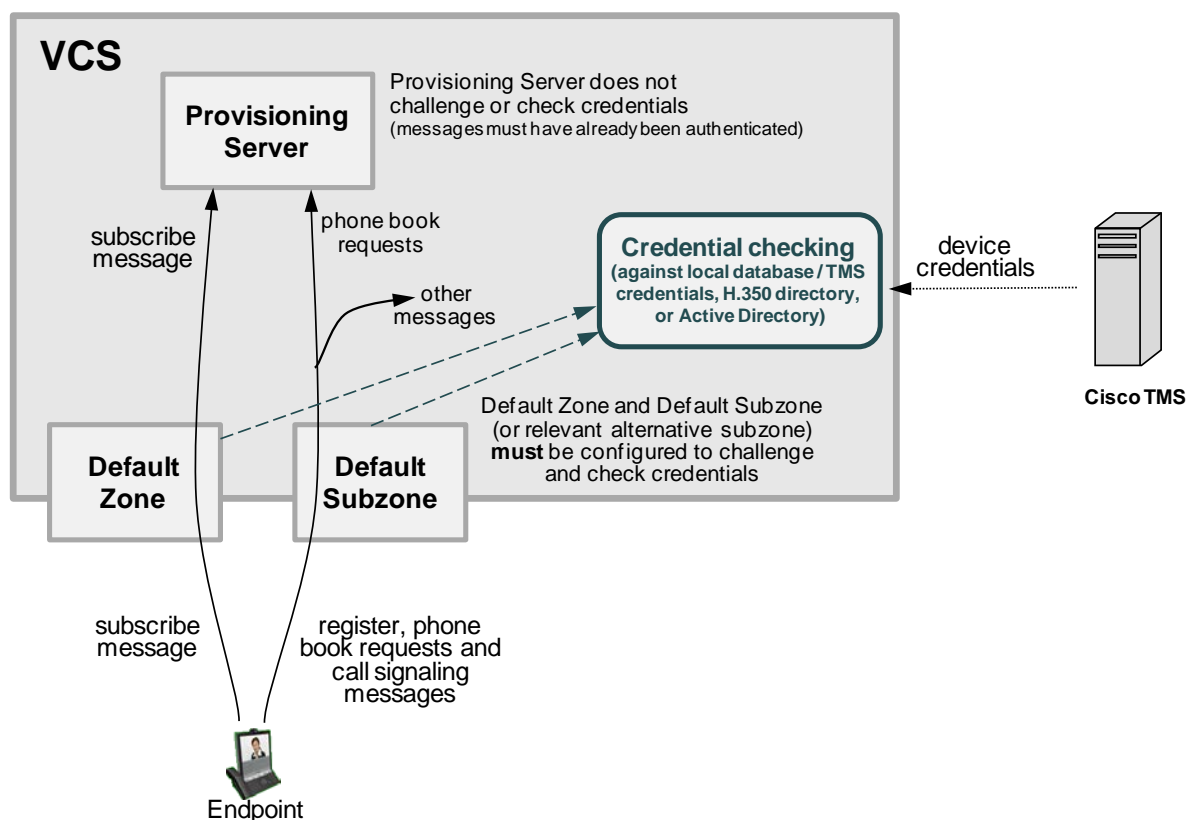 VCS
Provisioning
Server
Provisioning Server does not
challenge or check credentials
(messages must have already been authenticated)
subscribe
message
phone book
requests
other
messages
Credential checking
(against local database / TMS
credentials, H.350 directory,
or Active Directory)
device
credentials
Cisco TMS
Default Zone and Default Subzone
(or relevant alternative subzone)
must be configured to challenge
and check credentials
Default
Zone
Default
Subzone
subscribe
message
register, phone
book requests and
call signaling
messages
Endpoint